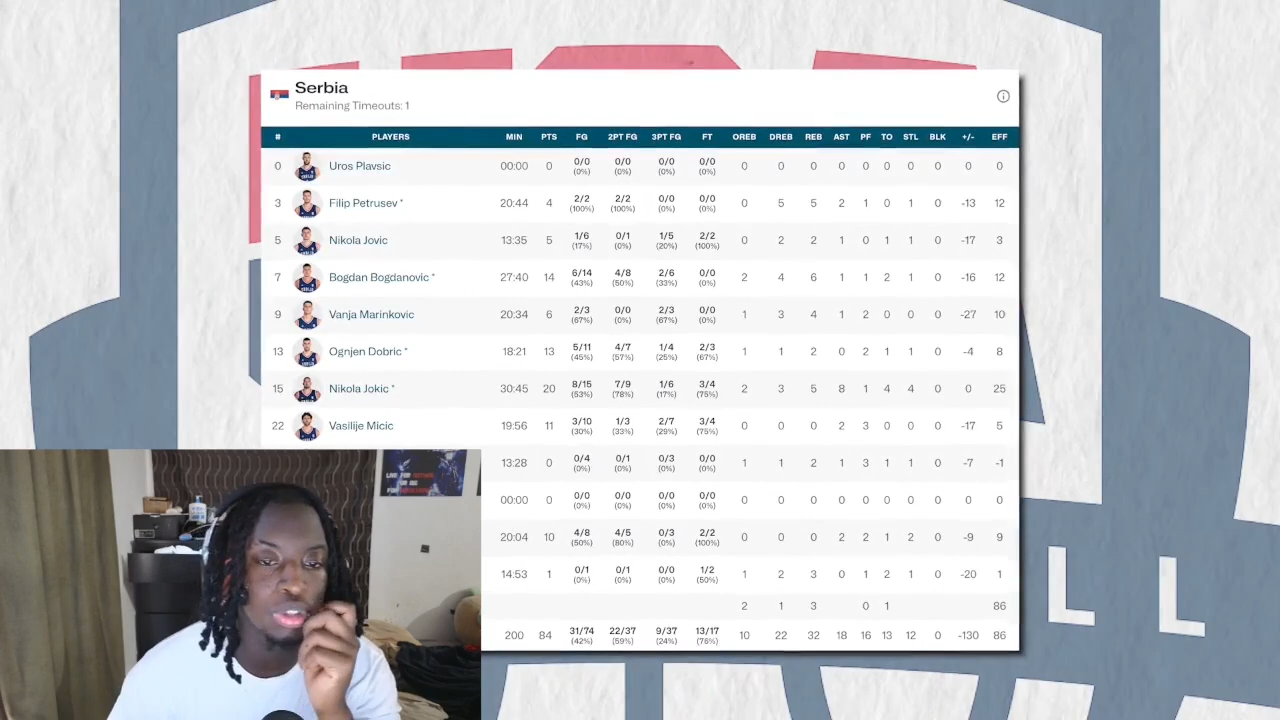 Serbia
Remaining Timeouts: 1
# PLAYERS MIN PTS FG 2PT FG 3PT FG FT OREB DREB REB AST PF TO STL BLK +/- EFF
0 Uros Plavsic 00:00 0 0/0 (0%) 0/0 (0%) 0/0 (0%) 0/0 (0%) 0 0 0 0 0 0 0 0 0 0
3 Filip Petrusev * 20:44 4 2/2 (100%) 2/2 (100%) 0/0 (0%) 0/0 (0%) 0 5 5 2 1 0 1 0 -13 12
5 Nikola Jovic 13:35 5 1/6 (17%) 0/1 (0%) 1/5 (20%) 2/2 (100%) 0 2 2 1 0 1 1 0 -17 3
7 Bogdan Bogdanovic * 27:40 14 6/14 (43%) 4/8 (50%) 2/6 (33%) 0/0 (0%) 2 4 6 1 1 2 1 0 -16 12
9 Vanja Marinkovic 20:34 6 2/3 (67%) 0/0 (0%) 2/3 (67%) 0/0 (0%) 1 3 4 1 2 0 0 0 -27 10
13 Ognjen Dobric * 18:21 13 5/11 (45%) 4/7 (57%) 1/4 (25%) 2/3 (67%) 1 1 2 0 2 1 1 0 -4 8
15 Nikola Jokic * 30:45 20 8/15 (53%) 7/9 (78%) 1/6 (17%) 3/4 (75%) 2 3 5 8 1 4 4 0 0 25
22 Vasilije Micic 19:56 11 3/10 (30%) 1/3 (33%) 2/7 (29%) 3/4 (75%) 0 0 0 2 3 0 0 0 -17 5
13:28 0 0/4 (0%) 0/1 (0%) 0/3 (0%) 0/0 (0%) 1 1 2 1 3 1 1 0 -7 -1
00:00 0 0/0 (0%) 0/0 (0%) 0/0 (0%) 0/0 (0%) 0 0 0 0 0 0 0 0 0 0
20:04 10 4/8 (50%) 4/5 (80%) 0/3 (0%) 2/2 (100%) 0 0 0 2 2 1 2 0 -9 9
14:53 1 0/1 (0%) 0/1 (0%) 0/0 (0%) 1/2 (50%) 1 2 3 0 1 2 1 0 -20 1
2 1 3 0 1 86
200 84 31/74 (42%) 22/37 (59%) 9/37 (24%) 13/17 (76%) 10 22 32 18 16 13 12 0 -130 86
L L